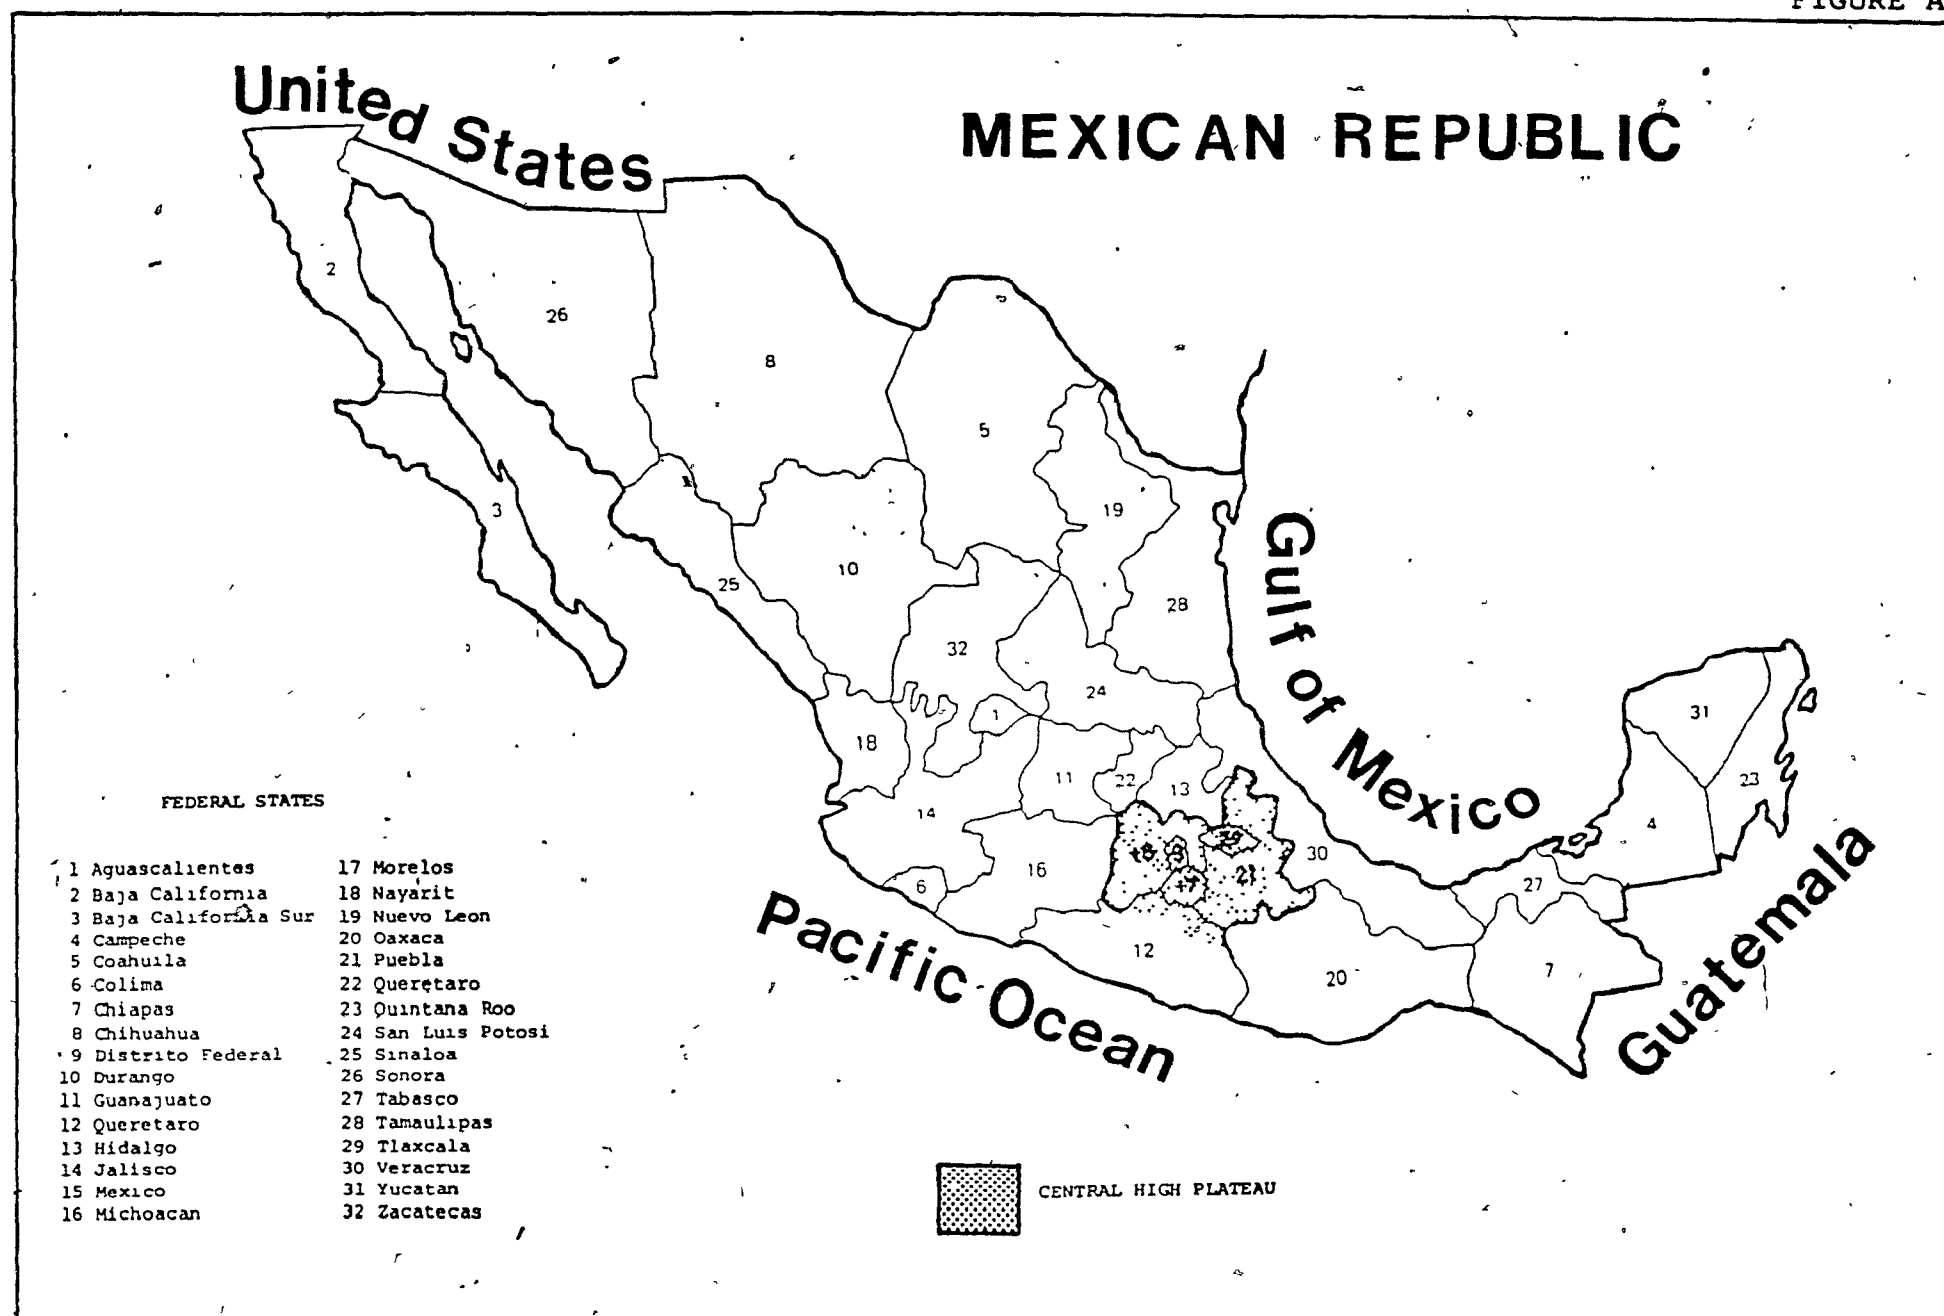 FIGURE A
United States
MEXICAN REPUBLIC
2
26
8
5
3
19
25
10
28
32
24
1
18
11
22
13
14
6
16
12
21
30
20
27
7
4
31
23
Gulf of Mexico
Pacific Ocean
Guatemala
FEDERAL STATES
1 Aguascalientes
2 Baja California
3 Baja California Sur
4 Campeche
5 Coahuila
6 Colima
7 Chiapas
8 Chihuahua
9 Distrito Federal
10 Durango
11 Guanajuato
12 Queretaro
13 Hidalgo
14 Jalisco
15 Mexico
16 Michoacan
17 Morelos
18 Nayarit
19 Nuevo Leon
20 Oaxaca
21 Puebla
22 Queretaro
23 Quintana Roo
24 San Luis Potosi
25 Sinaloa
26 Sonora
27 Tabasco
28 Tamaulipas
29 Tlaxcala
30 Veracruz
31 Yucatan
32 Zacatecas
CENTRAL HIGH PLATEAU